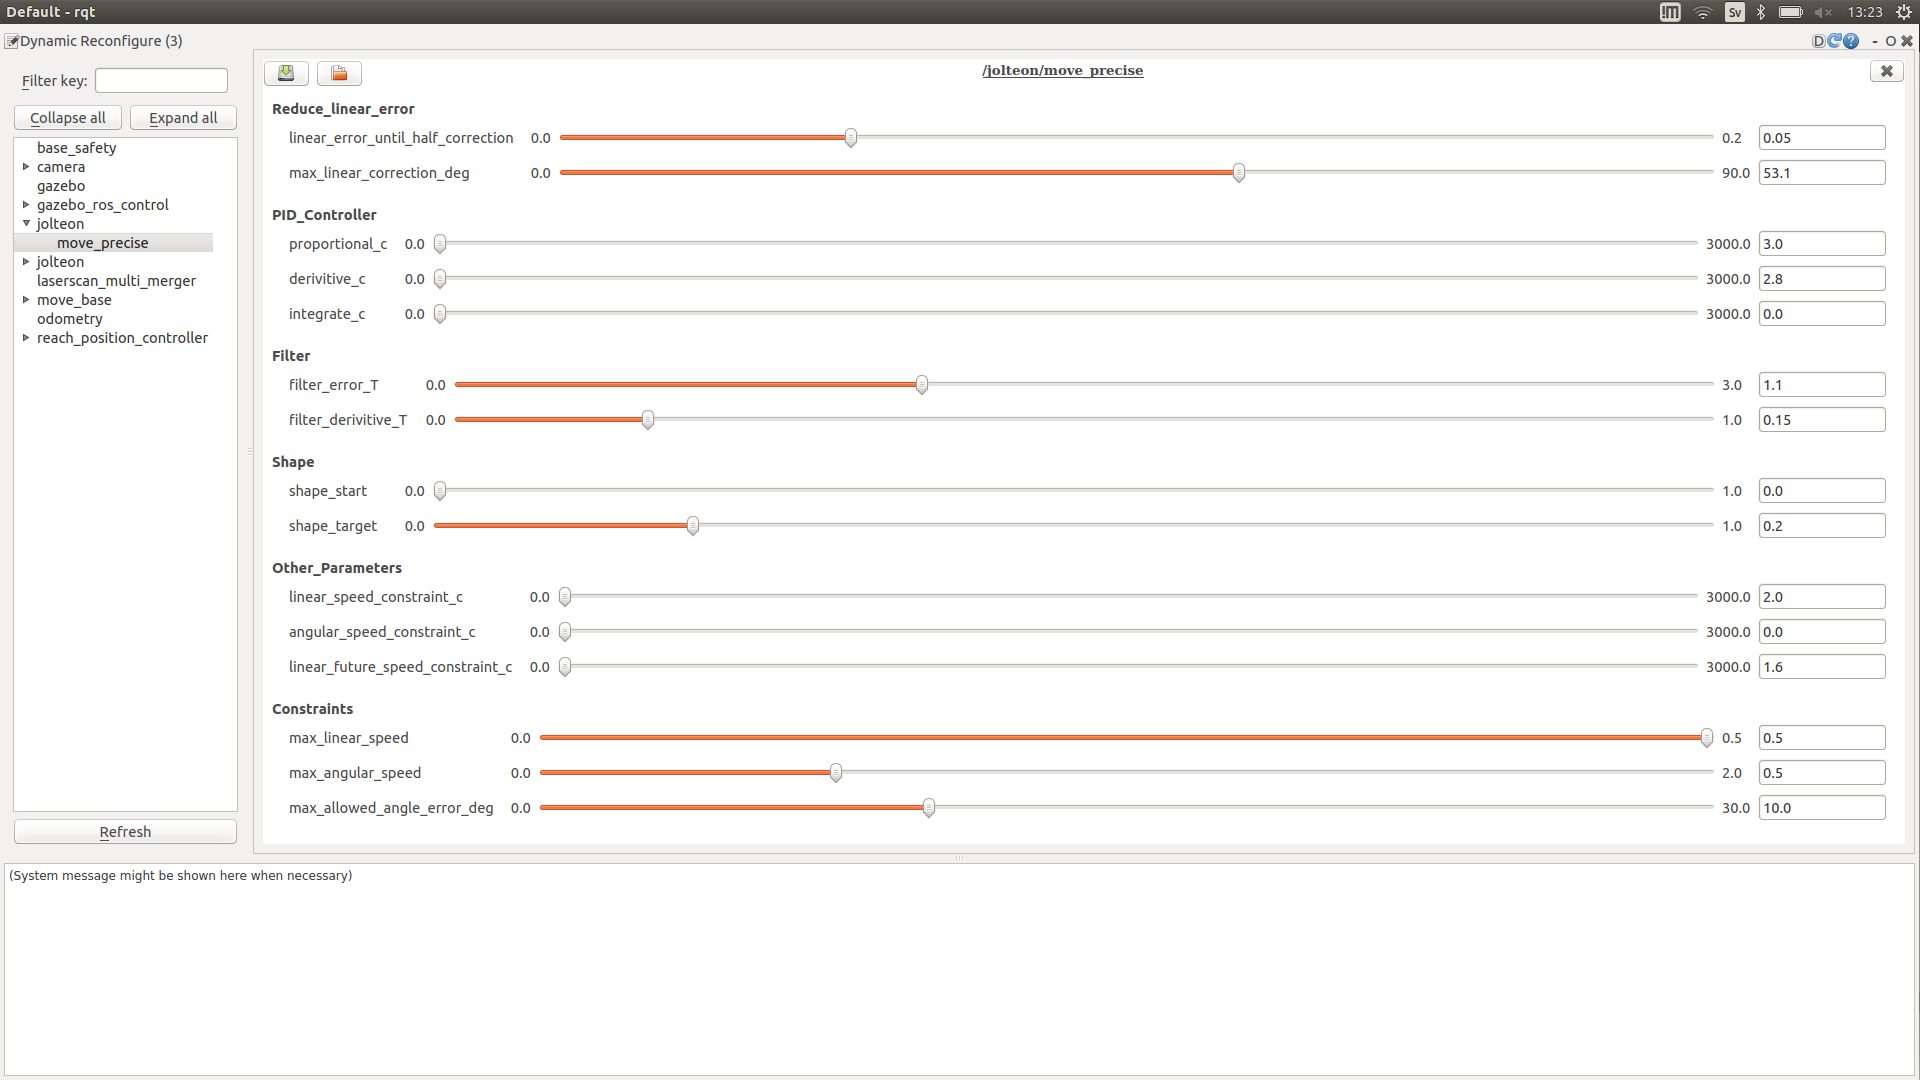 Default - rqt
Sv
13:23
Dynamic Reconfigure (3)
D
?
- O
Filter key:
Collapse all
Expand all
base_safety
camera
gazebo
gazebo_ros_control
jolteon
move_precise
jolteon
laserscan_multi_merger
move_base
odometry
reach_position_controller
Refresh
/jolteon/move_precise
Reduce_linear_error
linear_error_until_half_correction 0.0 0.2 0.05
max_linear_correction_deg 0.0 90.0 53.1
PID_Controller
proportional_c 0.0 3000.0 3.0
derivitive_c 0.0 3000.0 2.8
integrate_c 0.0 3000.0 0.0
Filter
filter_error_T 0.0 3.0 1.1
filter_derivitive_T 0.0 1.0 0.15
Shape
shape_start 0.0 1.0 0.0
shape_target 0.0 1.0 0.2
Other_Parameters
linear_speed_constraint_c 0.0 3000.0 2.0
angular_speed_constraint_c 0.0 3000.0 0.0
linear_future_speed_constraint_c 0.0 3000.0 1.6
Constraints
max_linear_speed 0.0 0.5 0.5
max_angular_speed 0.0 2.0 0.5
max_allowed_angle_error_deg 0.0 30.0 10.0
(System message might be shown here when necessary)